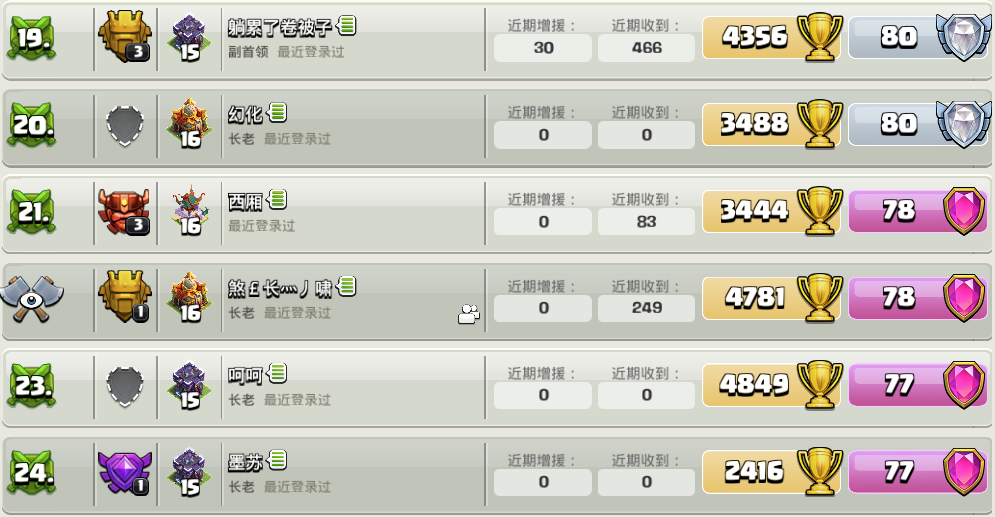 19. 3 15 躺累了卷被子 近期增援： 近期收到： 4356 80
副首领 最近登录过 30 466
20. 16 幻化 近期增援： 近期收到： 3488 80
长老 最近登录过 0 0
21. 3 16 西厢 近期增援： 近期收到： 3444 78
最近登录过 0 83
1 16 煞￡长灬丿啸 近期增援： 近期收到： 4781 78
长老 最近登录过 0 249
23. 15 呵呵 近期增援： 近期收到： 4849 77
长老 最近登录过 0 0
24. 1 15 墨苏 近期增援： 近期收到： 2416 77
长老 最近登录过 0 0